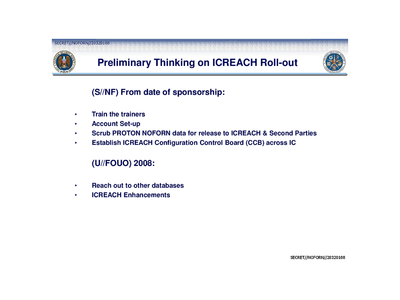 SECRET//NOFORN//20320108
Preliminary Thinking on ICREACH Roll-out
(S//NF) From date of sponsorship:
• Train the trainers
• Account Set-up
• Scrub PROTON NOFORN data for release to ICREACH & Second Parties
• Establish ICREACH Configuration Control Board (CCB) across IC
(U//FOUO) 2008:
• Reach out to other databases
• ICREACH Enhancements
SECRET//NOFORN//20320108